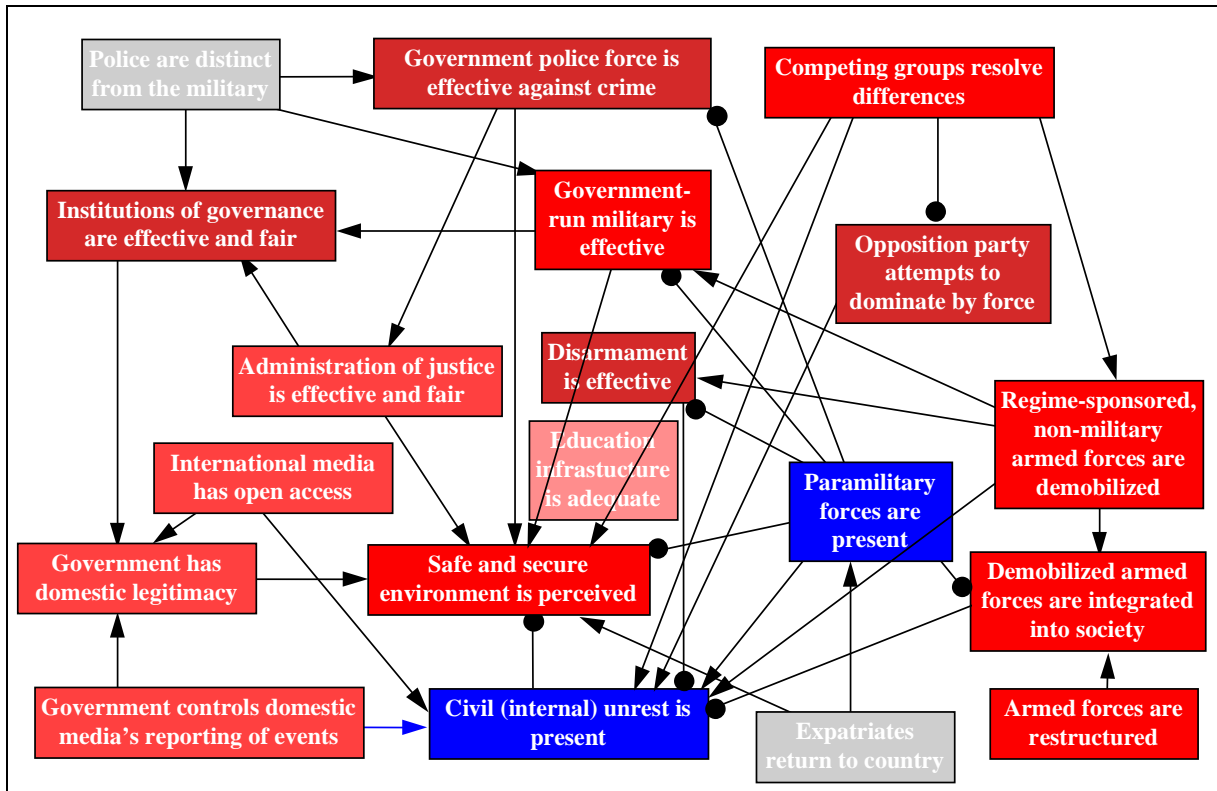 Police are distinct
from the military
Government police force is
effective against crime
Competing groups resolve
differences
Institutions of governance
are effective and fair
Government-
run military is
effective
Opposition party
attempts to
dominate by force
Administration of justice
is effective and fair
Disarmament
is effective
Regime-sponsored,
non-military
armed forces are
demobilized
International media
has open access
Education
infrastucture
is adequate
Paramilitary
forces are
present
Government has
domestic legitimacy
Safe and secure
environment is perceived
Demobilized armed
forces are integrated
into society
Government controls domestic
media’s reporting of events
Civil (internal) unrest is
present
Expatriates
return to country
Armed forces are
restructured